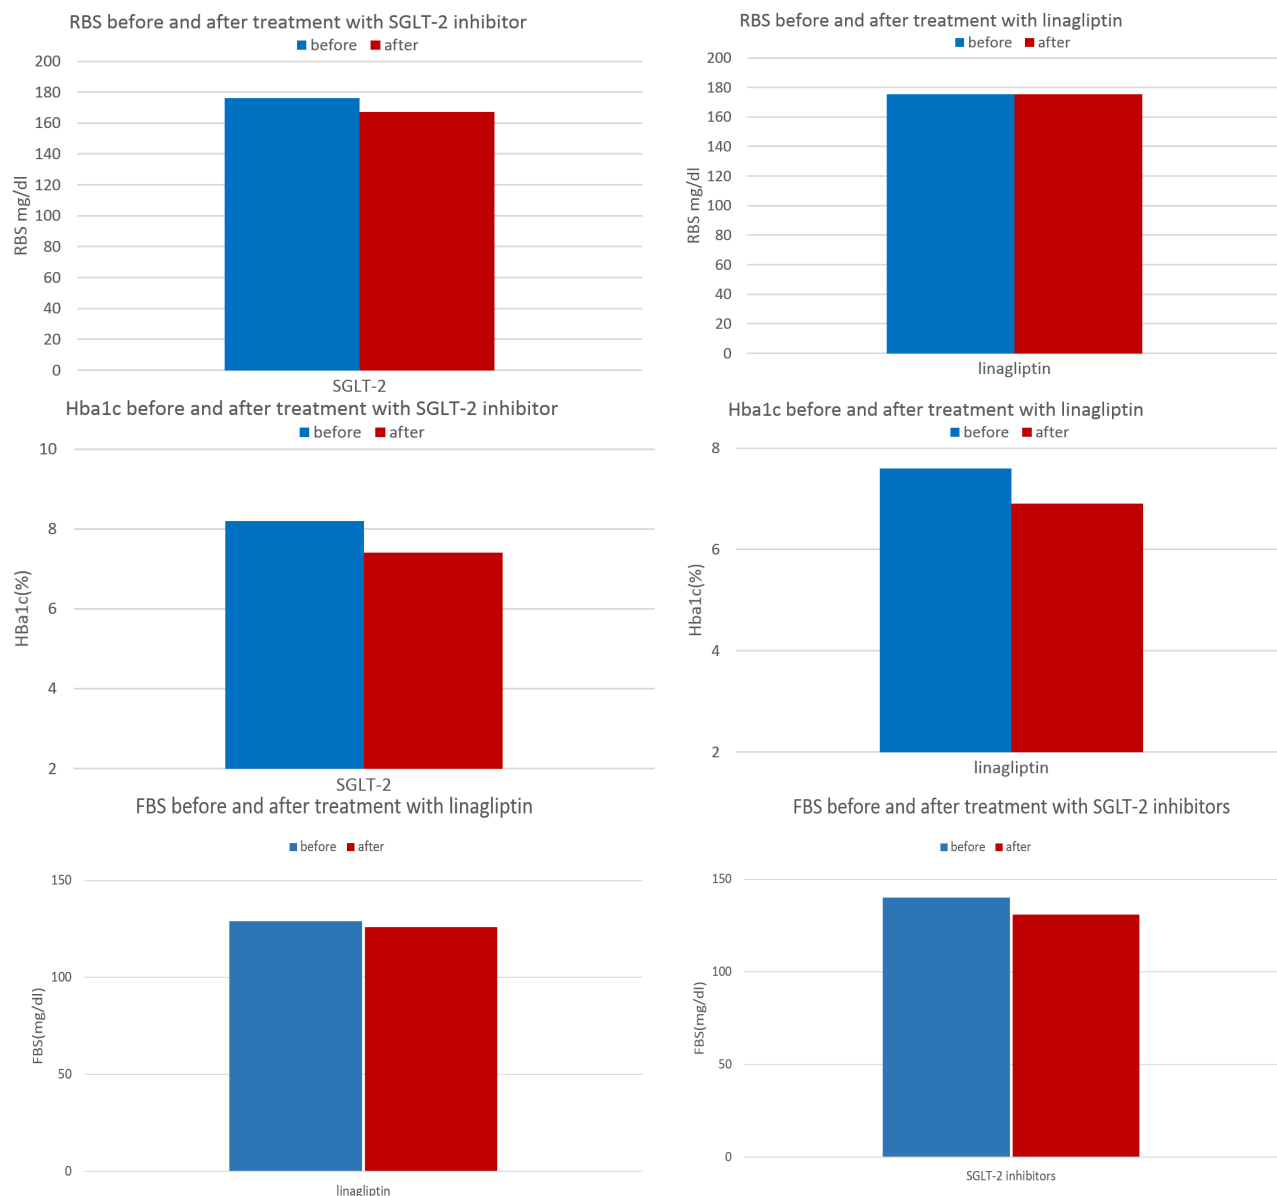 RBS before and after treatment with SGLT-2 inhibitor
before after
200
180
160
140
120
100
80
60
40
20
0
RBS mg/dl
SGLT-2
RBS before and after treatment with linagliptin
before after
200
180
160
140
120
100
80
60
40
20
0
RBS mg/dl
linagliptin
Hba1c before and after treatment with SGLT-2 inhibitor
before after
10
8
6
4
2
HBa1c(%)
SGLT-2
Hba1c before and after treatment with linagliptin
before after
8
6
4
2
Hba1c(%)
linagliptin
FBS before and after treatment with linagliptin
before after
150
100
50
0
FBS(mg/dl)
linagliptin
FBS before and after treatment with SGLT-2 inhibitors
before after
150
100
50
0
FBS(mg/dl)
SGLT-2 inhibitors